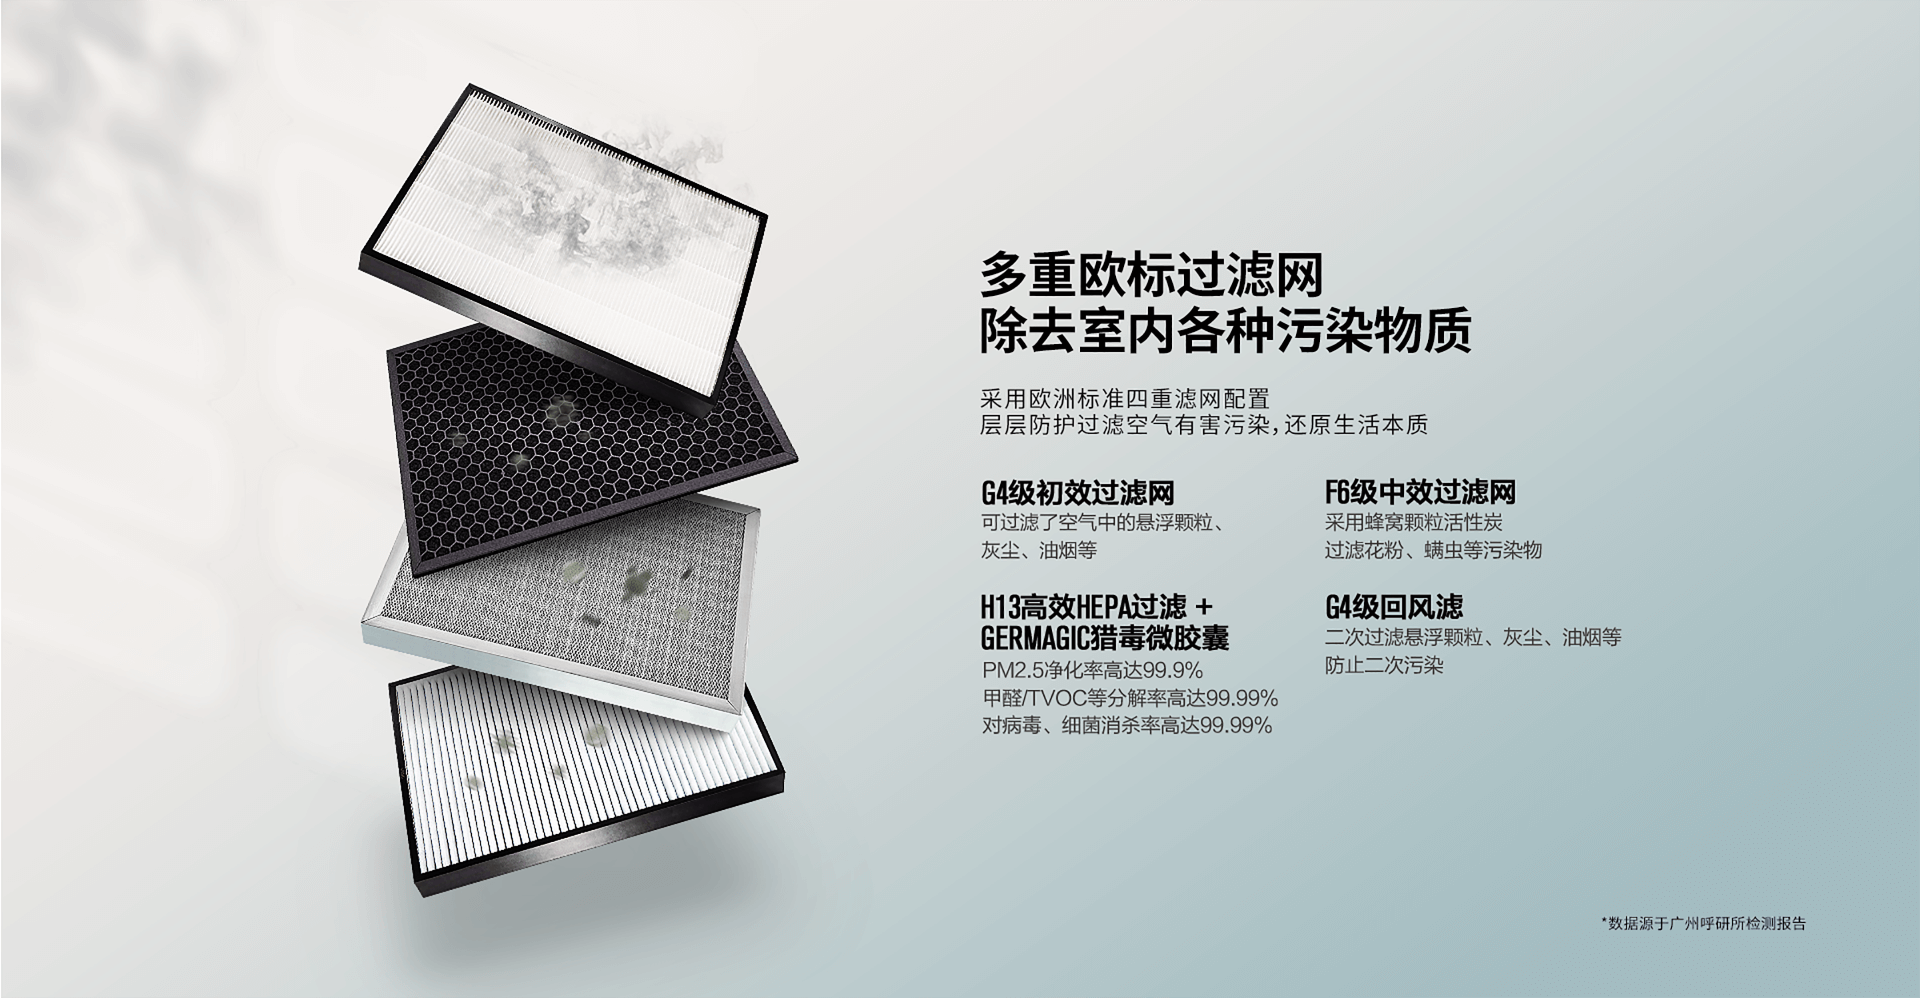 多重欧标过滤网
除去室内各种污染物质
采用欧洲标准四重滤网配置
层层防护过滤空气有害污染，还原生活本质
G4级初效过滤网
可过滤了空气中的悬浮颗粒、
灰尘、油烟等
F6级中效过滤网
采用蜂窝颗粒活性炭
过滤花粉、螨虫等污染物
H13高效HEPA过滤 +
GERMAGIC猎毒微胶囊
PM2.5净化率高达99.9%
甲醛/TVOC等分解率高达99.99%
对病毒、细菌消杀率高达99.99%
G4级回风滤
二次过滤悬浮颗粒、灰尘、油烟等
防止二次污染
*数据源于广州呼研所检测报告